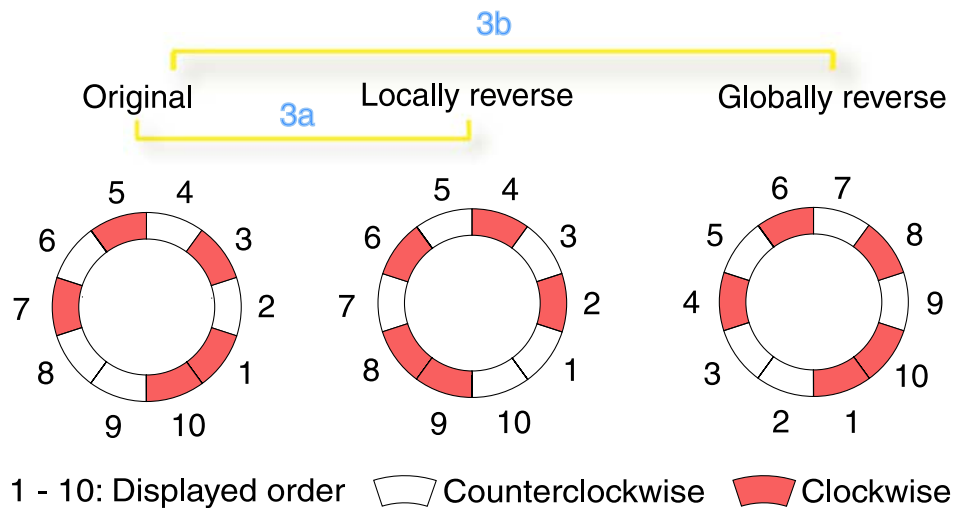 3b
Original Locally reverse Globally reverse
3a
5 4 5 4 6 7
6 3 6 3 5 8
7 2 7 2 4 9
8 1 8 1 3 10
9 10 9 10 2 1
1 - 10: Displayed order Counterclockwise Clockwise